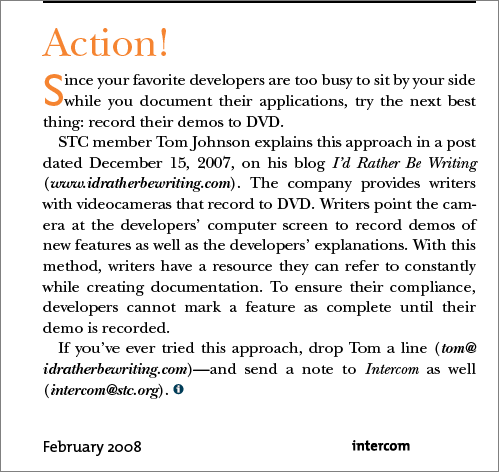 Action!
Since your favorite developers are too busy to sit by your side
while you document their applications, try the next best
thing: record their demos to DVD.
STC member Tom Johnson explains this approach in a post
dated December 15, 2007, on his blog I'd Rather Be Writing
(www.idratherbewriting.com). The company provides writers
with videocameras that record to DVD. Writers point the cam-
era at the developers' computer screen to record demos of
new features as well as the developers' explanations. With this
method, writers have a resource they can refer to constantly
while creating documentation. To ensure their compliance,
developers cannot mark a feature as complete until their
demo is recorded.
If you've ever tried this approach, drop Tom a line (tom@
idratherbewriting.com)—and send a note to Intercom as well
(intercom@stc.org). i
February 2008 intercom